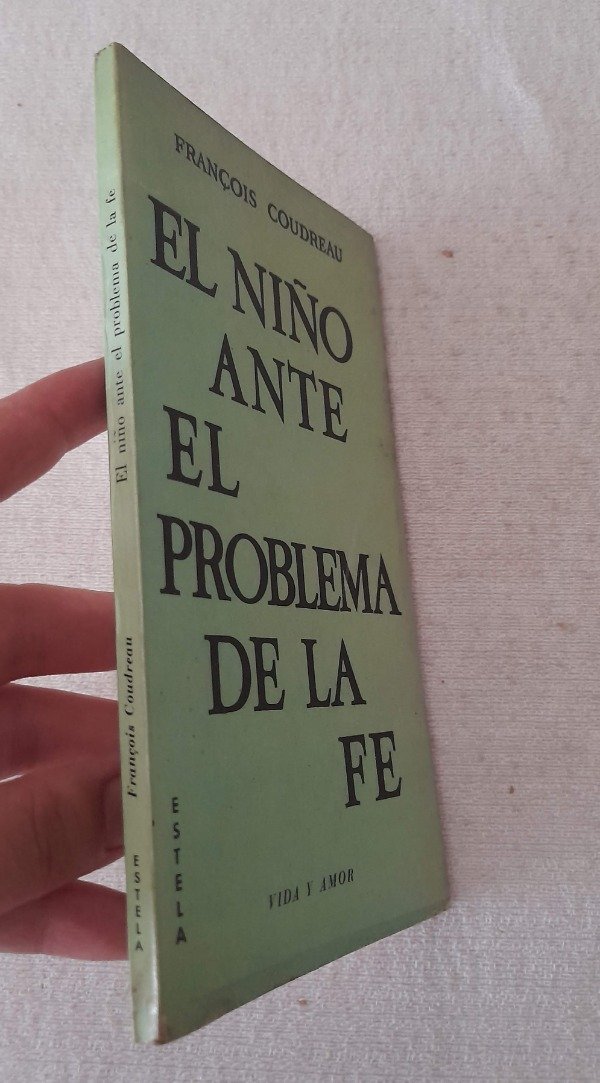 FRANÇOIS COUDREAU
EL NIÑO
ANTE
EL
PROBLEMA
DE LA
FE
ESTELA
VIDA Y AMOR
El niño ante el problema de la fe
François Coudreau
ESTELA